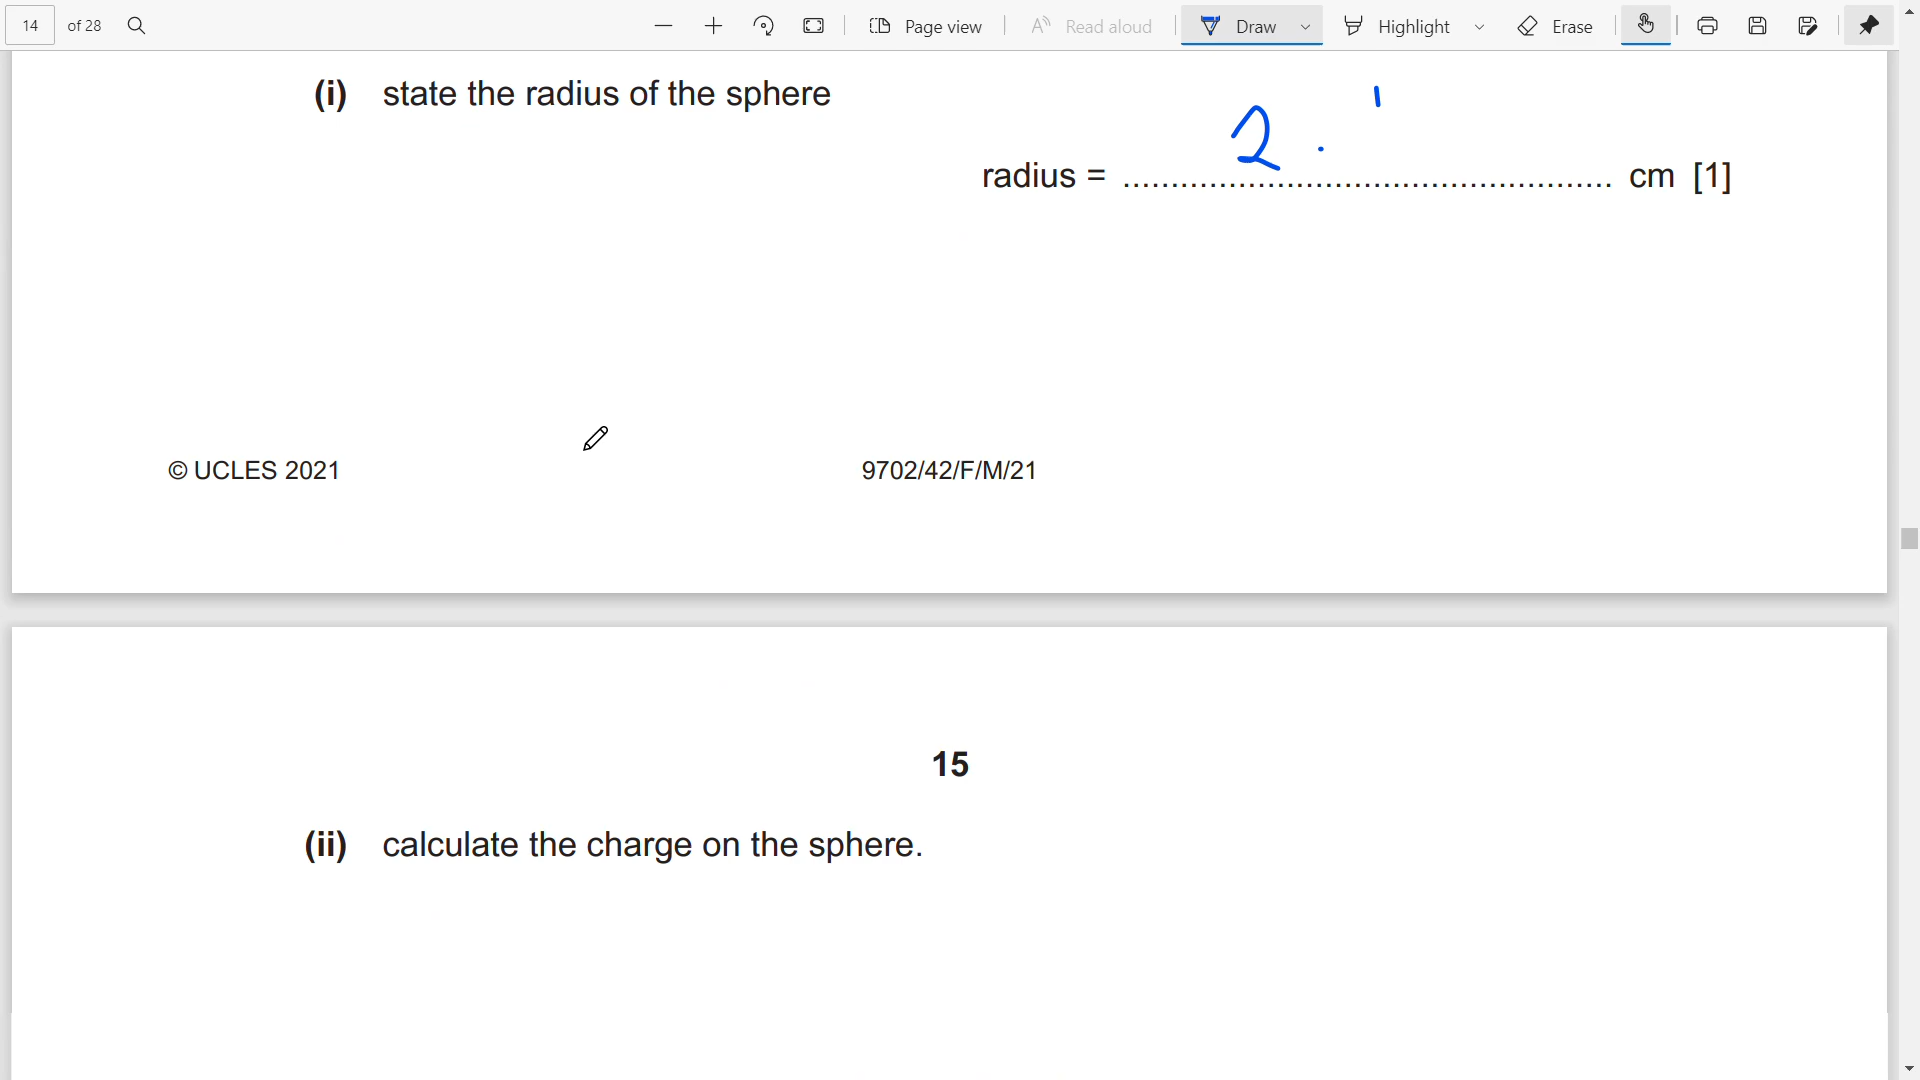 14 of 28 Page view Read aloud Draw Highlight Erase
(i) state the radius of the sphere
2 . '
radius = .................................................. cm [1]
© UCLES 2021 9702/42/F/M/21
15
(ii) calculate the charge on the sphere.